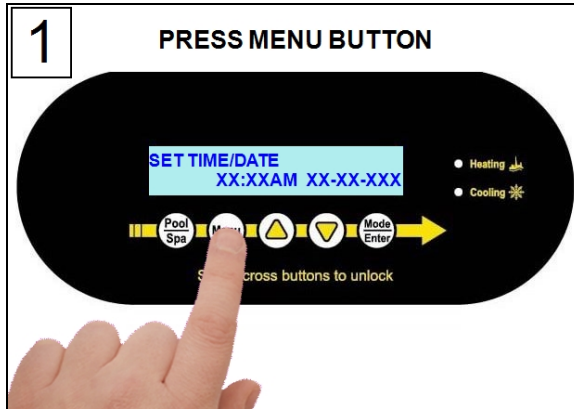 1
PRESS MENU BUTTON
SET TIME/DATE
XX:XXAM XX-XX-XXX
Heating
Cooling
Pool
Spa
Mode
Enter
cross buttons to unlock